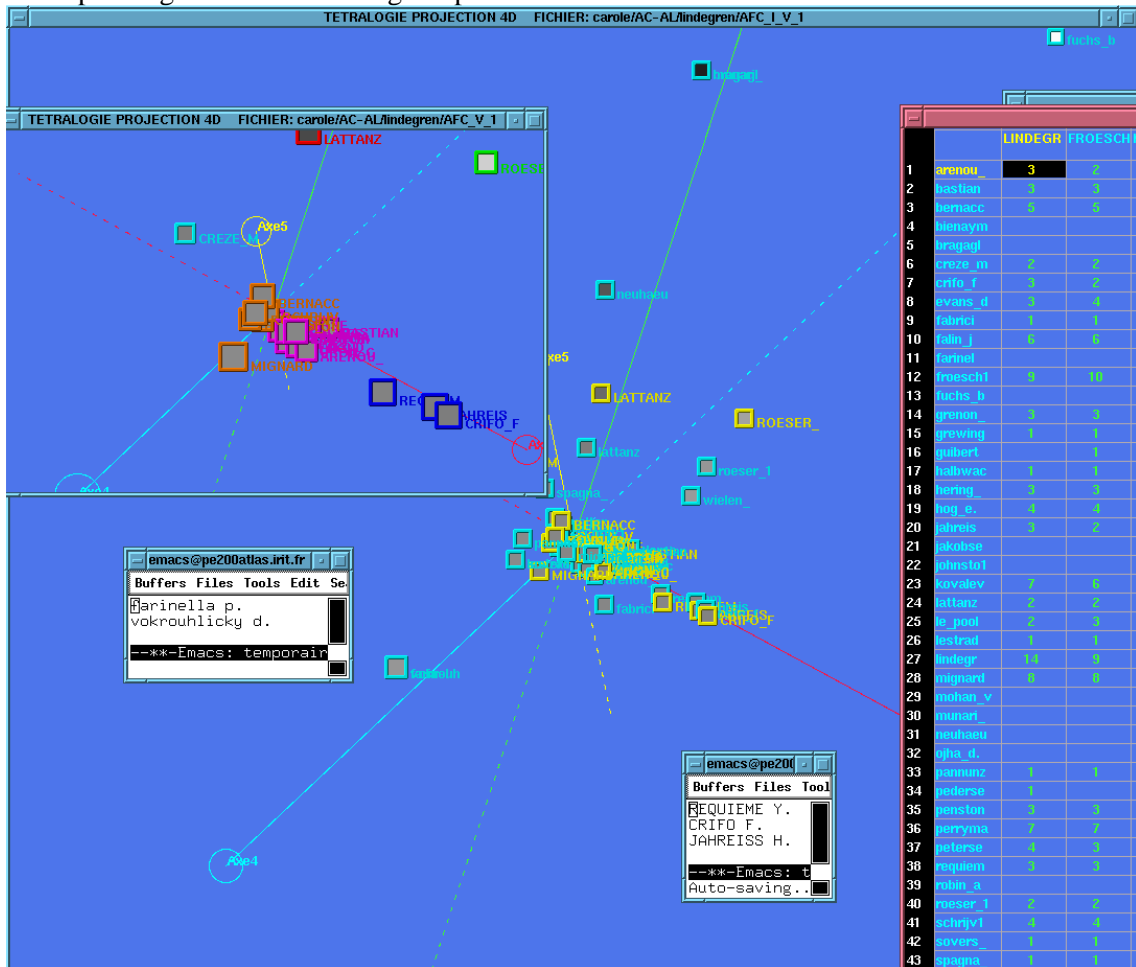 TETRALOGIE PROJECTION 4D FICHIER: carole/AC-AL/lindegren/AFC_I_V_1
fuchs_b
bragagl_
TETRALOGIE PROJECTION 4D FICHIER: carole/AC-AL/lindegren/AFC_V_1
LATTANZ
ROESE
CREZE_M
Axe5
BERNACC
BASTIAN
ARENOU_
MIGNARD
CRIFO_F
Axe4
neuhaeu
LATTANZ
ROESER_
lattanz
roeser_1
spagna_
wielen_
BERNACC
fabrici
CRIFO_F
Axe4
emacs@pe200atlas.irit.fr
Buffers Files Tools Edit Se
farinella p.
vokrouhlicky d.
--**-Emacs: temporair
emacs@pe200
Buffers Files Tool
REQUIEME Y.
CRIFO F.
JAHREISS H.
--**-Emacs: t
Auto-saving..
LINDEGR FROESCH
1 arenou_ 3 2
2 bastian 3 3
3 bernacc 5 5
4 bienaym
5 bragagl
6 creze_m 2 2
7 crifo_f 3 2
8 evans_d 3 4
9 fabrici 1 1
10 falin_j 6 6
11 farinel
12 froesch1 9 10
13 fuchs_b
14 grenon_ 3 3
15 grewing 1 1
16 guibert 1
17 halbwac 1 1
18 hering_ 3 3
19 hog_e. 4 4
20 jahreis 3 2
21 jakobse
22 johnsto1
23 kovalev 7 6
24 lattanz 2 2
25 le_pool 2 3
26 lestrad 1 1
27 lindegr 14 9
28 mignard 8 8
29 mohan_v
30 munari_
31 neuhaeu
32 ojha_d.
33 pannunz 1 1
34 pederse 1
35 penston 3 3
36 perryma 7 7
37 peterse 4 3
38 requiem 3 3
39 robin_a
40 roeser_1 2 2
41 schrijv1 4 4
42 sovers_ 1 1
43 spagna 1 1